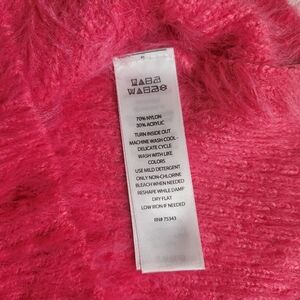 70% NYLON
30% ACRYLIC
TURN INSIDE OUT
MACHINE WASH COOL -
DELICATE CYCLE
WASH WITH LIKE
COLORS
USE MILD DETERGENT
ONLY NON-CHLORINE
BLEACH WHEN NEEDED
RESHAPE WHILE DAMP
DRY FLAT
LOW IRON IF NEEDED
RN# 75343